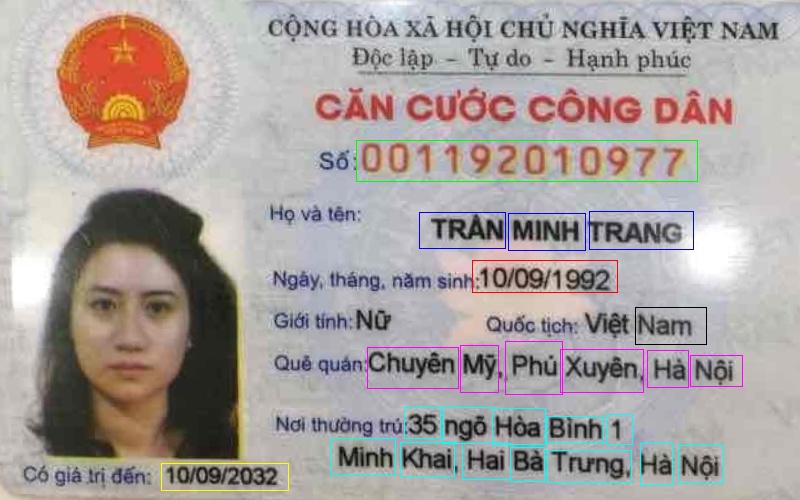 CỘNG HÒA XÃ HỘI CHỦ NGHĨA VIỆT NAM
Độc lập - Tự do - Hạnh phúc
CĂN CƯỚC CÔNG DÂN
Số: 001192010977
Họ và tên:
TRẦN MINH TRANG
Ngày, tháng, năm sinh: 10/09/1992
Giới tính: Nữ Quốc tịch: Việt Nam
Quê quán: Chuyên Mỹ, Phú Xuyên, Hà Nội
Nơi thường trú: 35 ngõ Hòa Bình 1
Minh Khai, Hai Bà Trưng, Hà Nội
Có giá trị đến: 10/09/2032